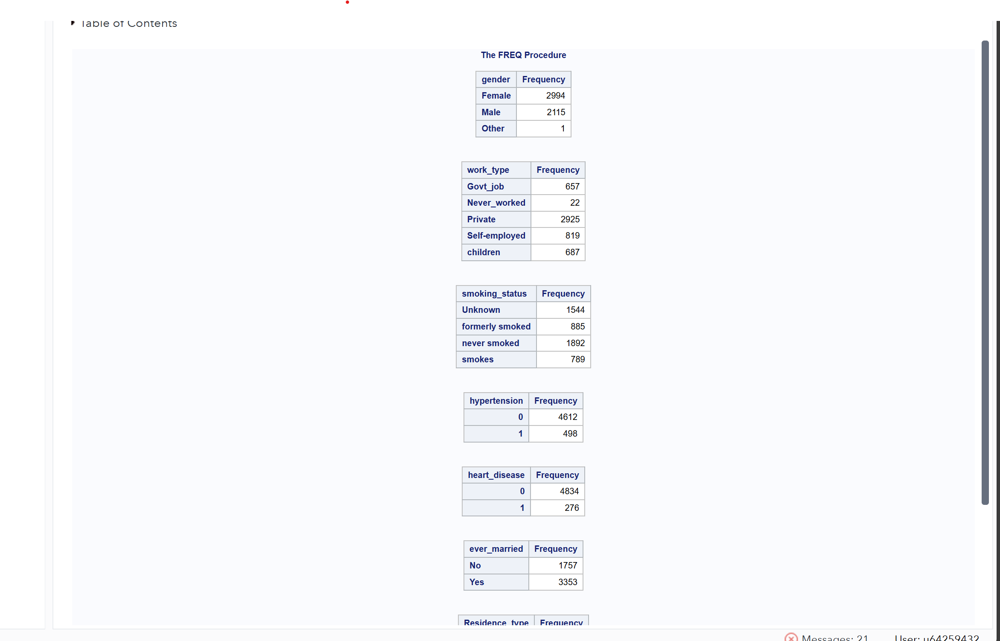 Table of Contents
The FREQ Procedure
gender Frequency
Female 2994
Male 2115
Other 1
work_type Frequency
Govt_job 657
Never_worked 22
Private 2925
Self-employed 819
children 687
smoking_status Frequency
Unknown 1544
formerly smoked 885
never smoked 1892
smokes 789
hypertension Frequency
0 4612
1 498
heart_disease Frequency
0 4834
1 276
ever_married Frequency
No 1757
Yes 3353
Residence_type Frequency
Messages: 21 User: u64259432